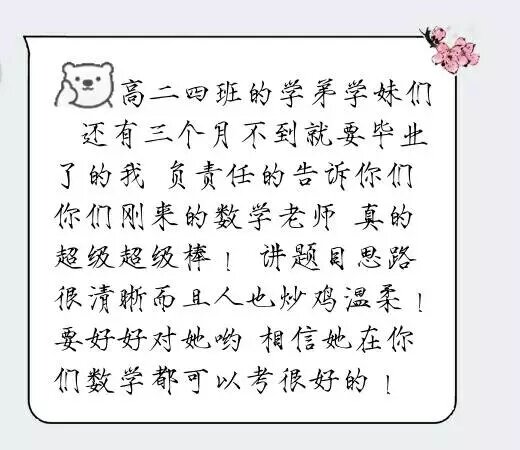 高二四班的学弟学妹们
还有三个月不到就要毕业
了的我 负责任的告诉你们
你们刚来的数学老师 真的
超级超级棒！ 讲题目思路
很清晰而且人也炒鸡温柔！
要好好对她哟 相信她在你
们数学都可以考很好的！